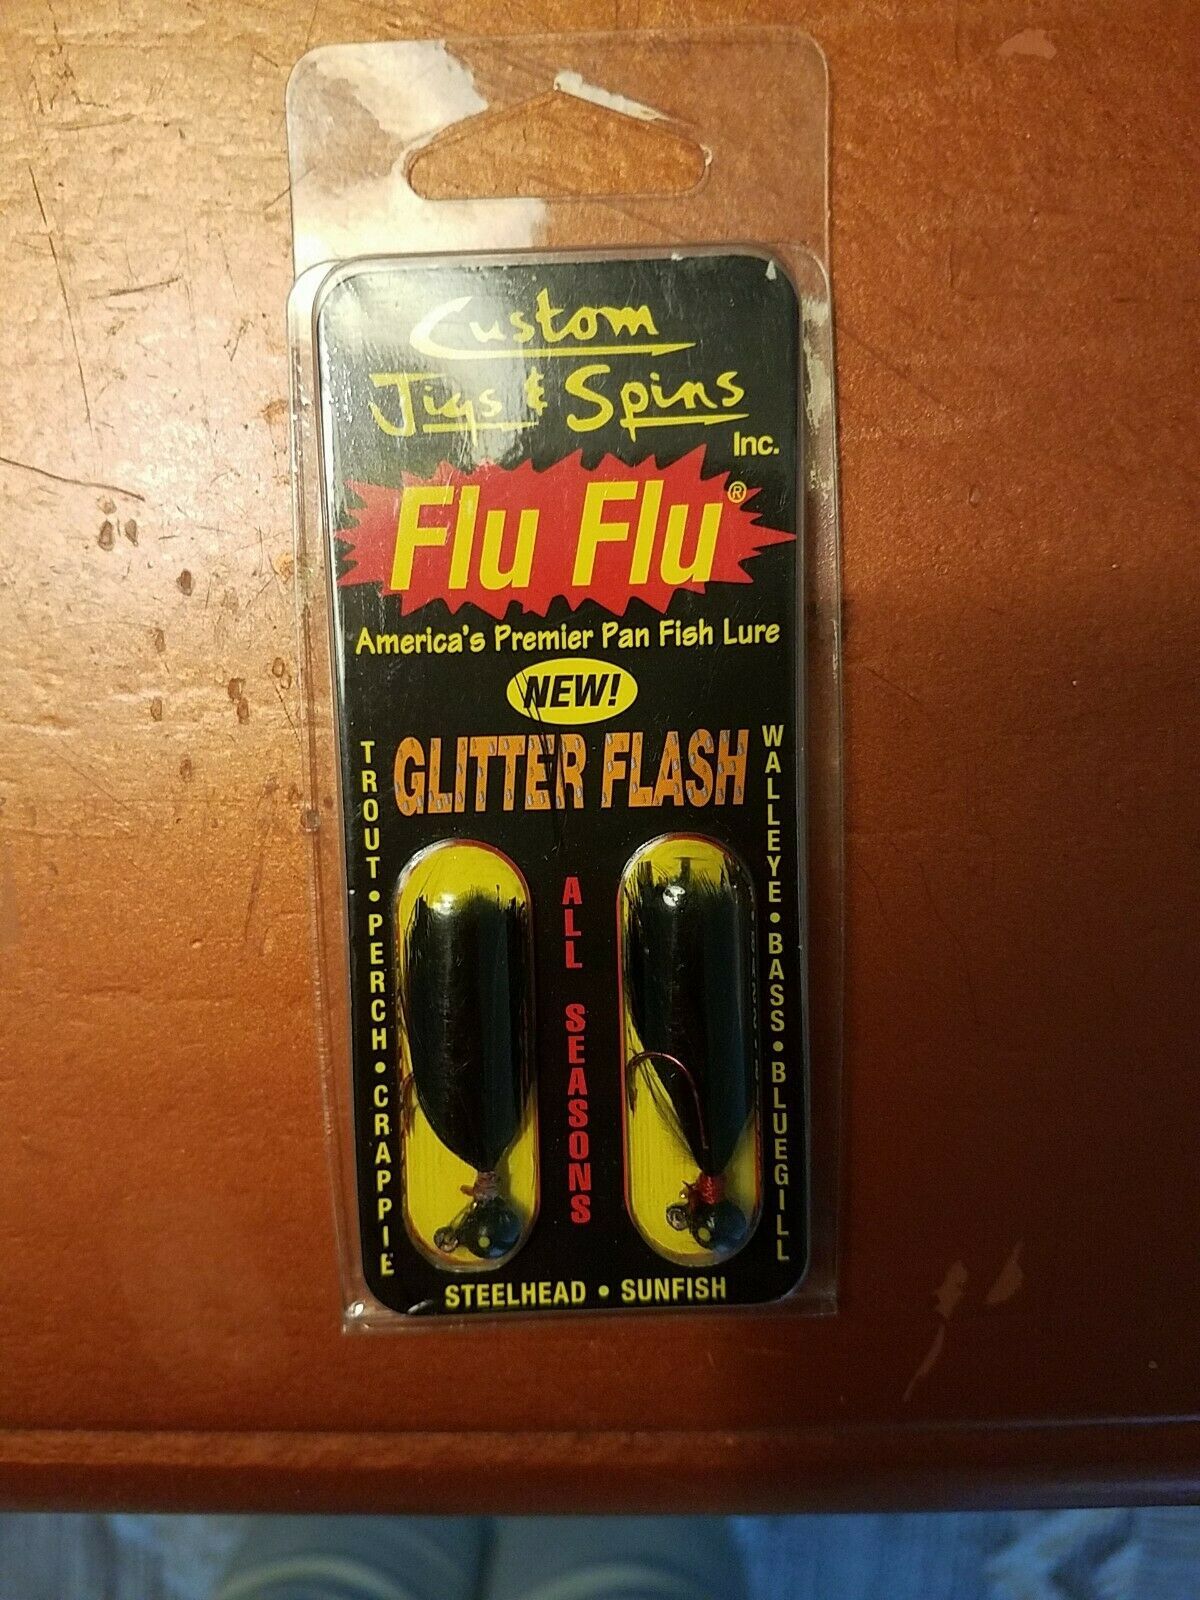 Custom
Jigs & Spins
Inc.
Flu Flu®
America's Premier Pan Fish Lure
NEW!
GLITTER FLASH
TROUT • PERCH • CRAPPIE
ALL SEASONS
WALLEYE • BASS • BLUEGILL
STEELHEAD • SUNFISH